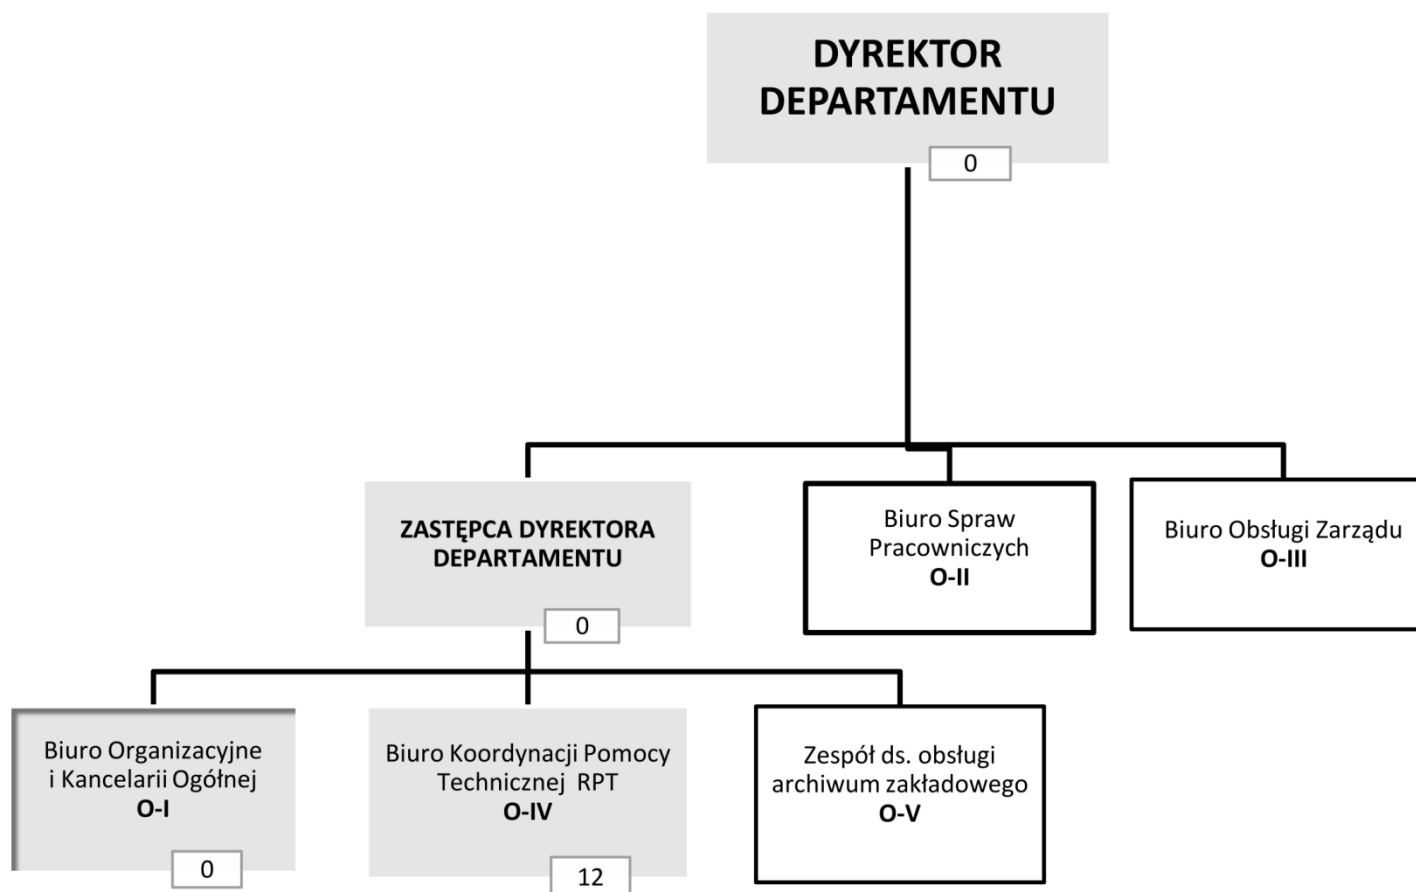 DYREKTOR
DEPARTAMENTU
0
ZASTĘPCA DYREKTORA
DEPARTAMENTU
0
Biuro Spraw
Pracowniczych
O-II
Biuro Obsługi Zarządu
O-III
Biuro Organizacyjne
i Kancelarii Ogólnej
O-I
0
Biuro Koordynacji Pomocy
Technicznej RPT
O-IV
12
Zespół ds. obsługi
archiwum zakładowego
O-V